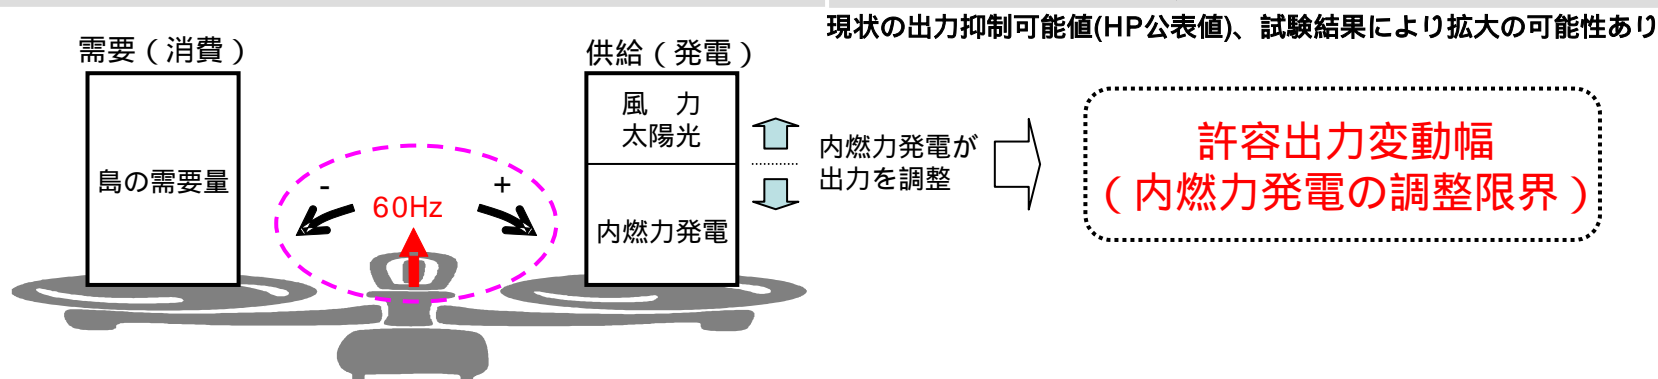 現状の出力抑制可能値(HP公表値)、試験結果により拡大の可能性あり
需要（消費）
島の需要量
- 
60Hz
+
供給（発電）
風　力
太陽光
内燃力発電
内燃力発電が
出力を調整
許容出力変動幅
（内燃力発電の調整限界）